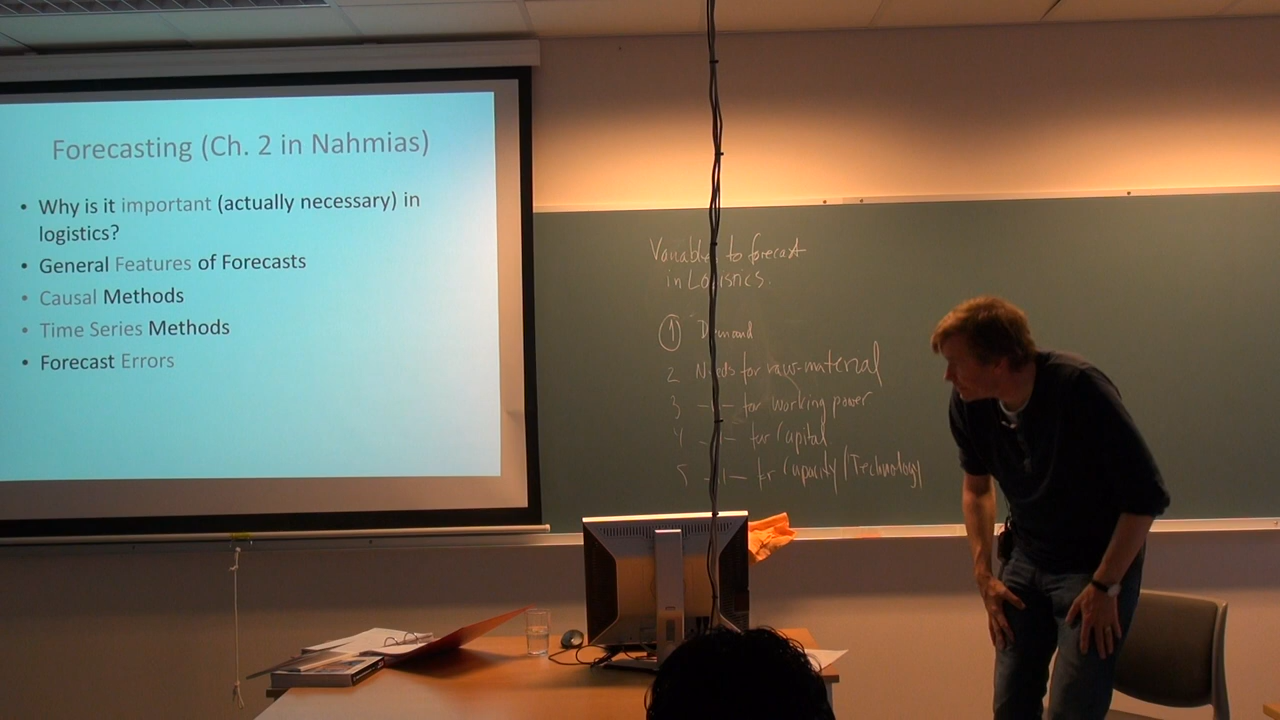 Forecasting (Ch. 2 in Nahmias)
• Why is it important (actually necessary) in
logistics?
• General Features of Forecasts
• Causal Methods
• Time Series Methods
• Forecast Errors
Variables to forecast
in Logistics.
1 Demand
2 Needs for raw-material
3 —||— for working power
4 —||— for Capital
5 —||— for Capacity/Technology